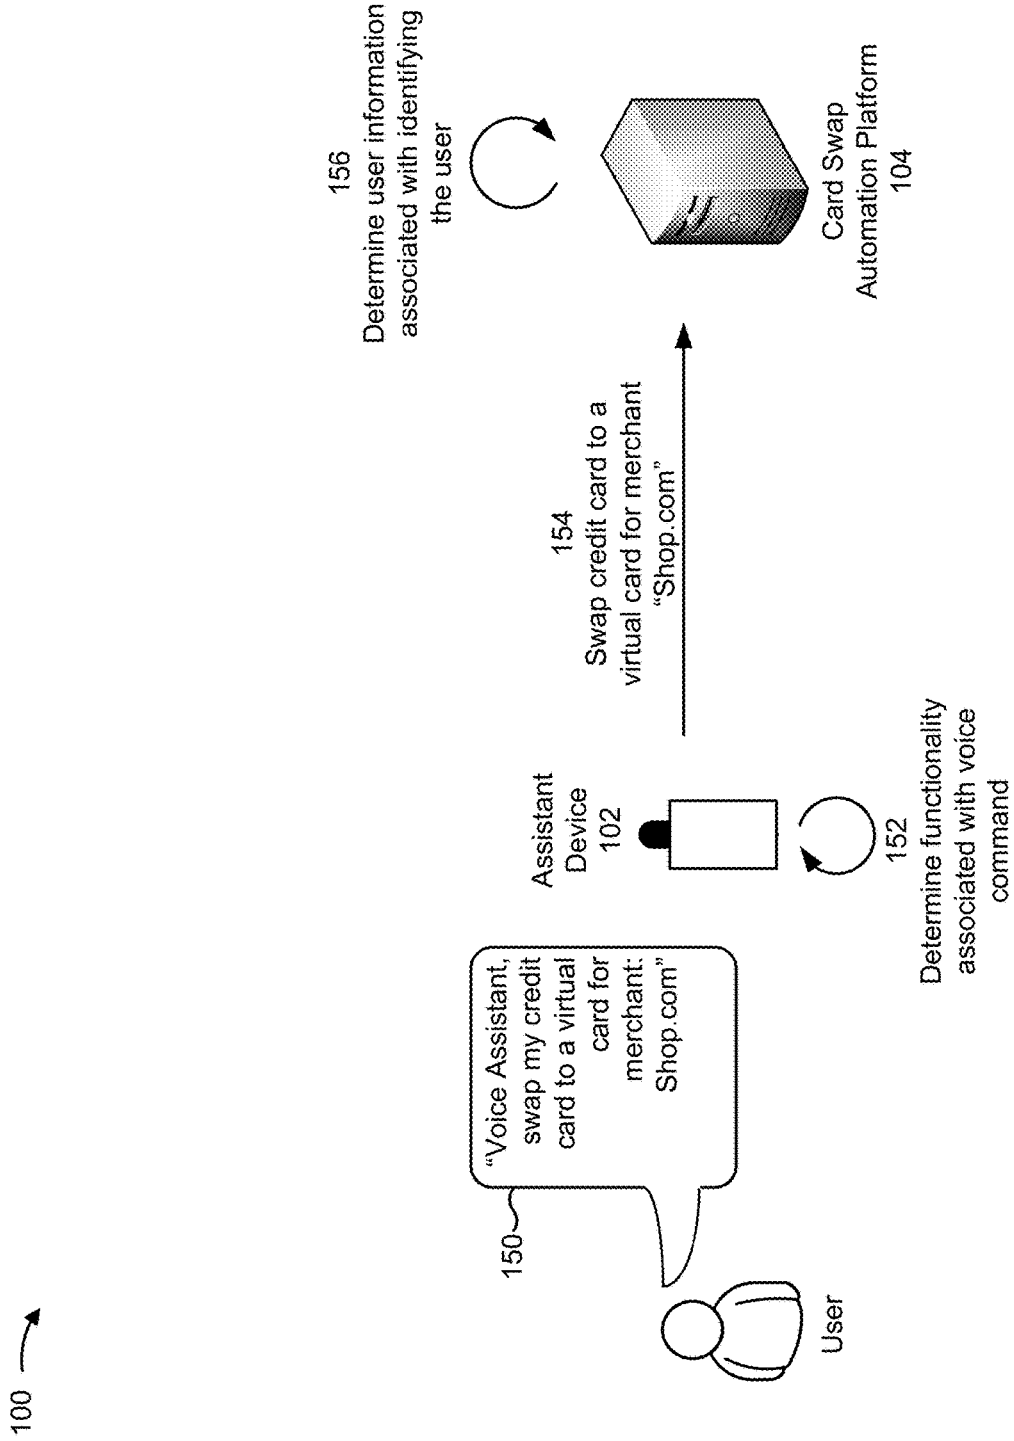 100
150
“Voice Assistant,
swap my credit
card to a virtual
card for
merchant:
Shop.com”
User
Assistant
Device
102
152
Determine functionality
associated with voice
command
154
Swap credit card to a
virtual card for merchant
“Shop.com”
156
Determine user information
associated with identifying
the user
Card Swap
Automation Platform
104